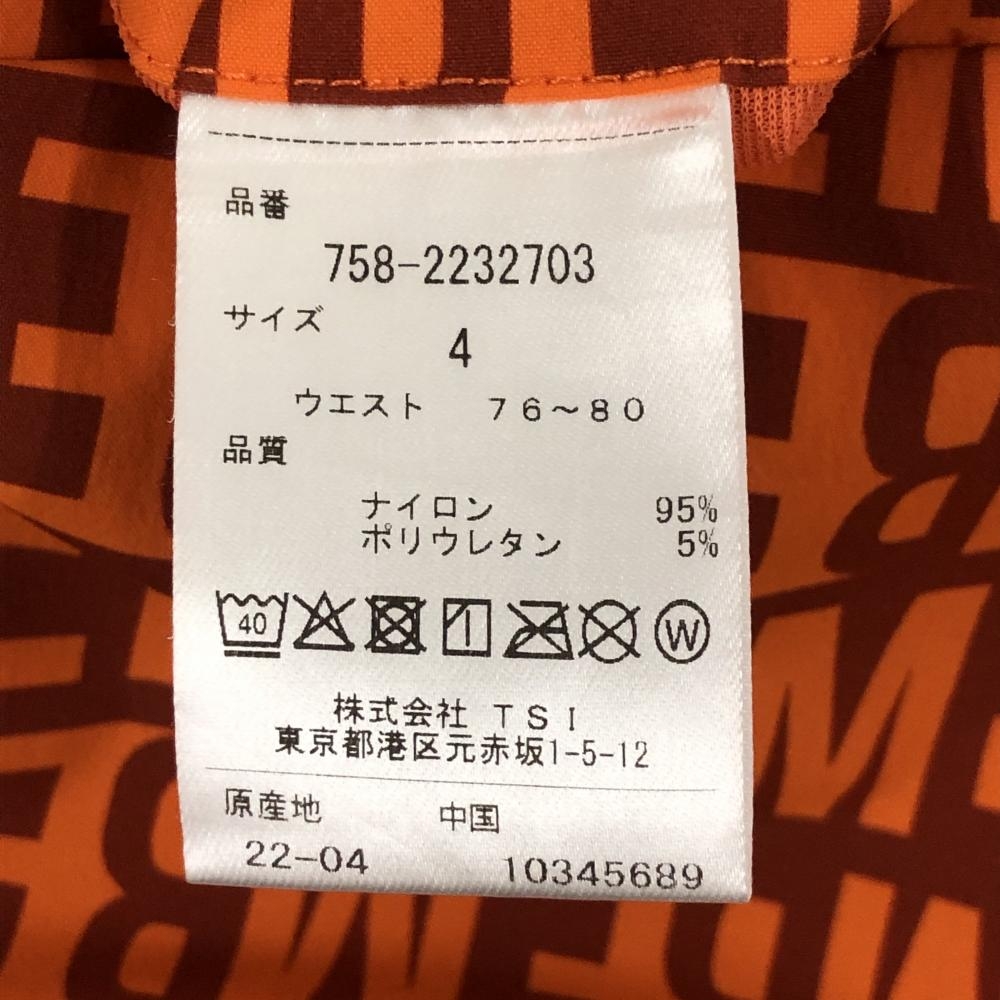 品番
758-2232703
サイズ
4
ウエスト 76～80
品質
ナイロン 95%
ポリウレタン 5%
40 W
株式会社 TSI
東京都港区元赤坂1-5-12
原産地 中国
22-04 10345689